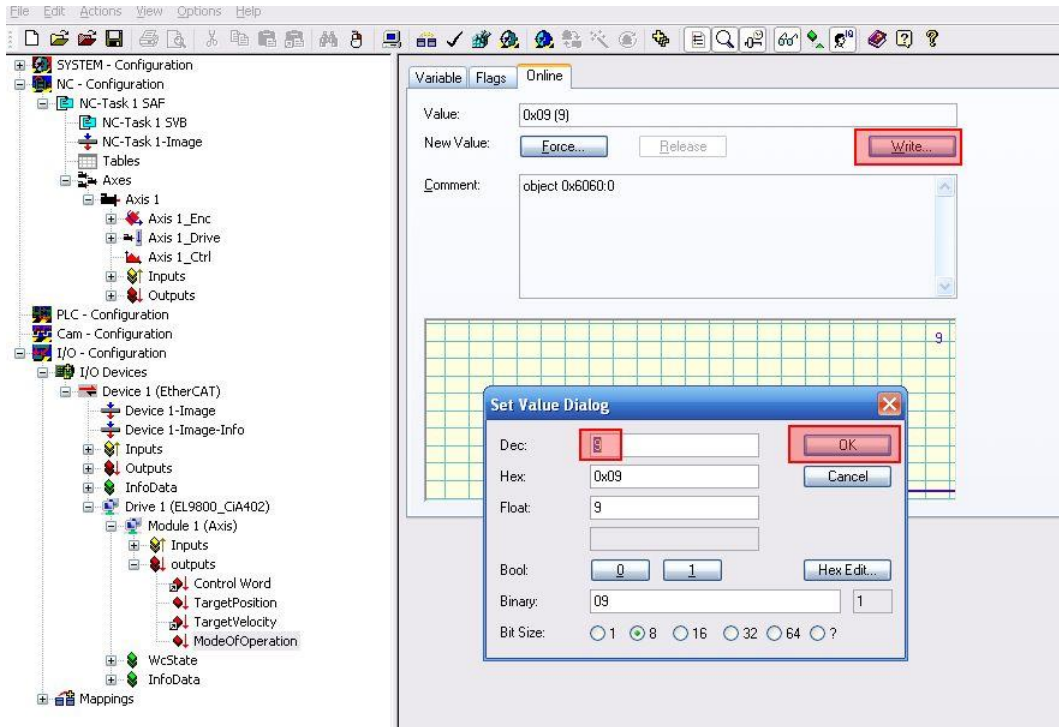 File Edit Actions View Options Help
SYSTEM - Configuration
NC - Configuration
NC-Task 1 SAF
NC-Task 1 SVB
NC-Task 1-Image
Tables
Axes
Axis 1
Axis 1_Enc
Axis 1_Drive
Axis 1_Ctrl
Inputs
Outputs
PLC - Configuration
Cam - Configuration
I/O - Configuration
I/O Devices
Device 1 (EtherCAT)
Device 1-Image
Device 1-Image-Info
Inputs
Outputs
InfoData
Drive 1 (EL9800_CiA402)
Module 1 (Axis)
Inputs
outputs
Control Word
TargetPosition
TargetVelocity
ModeOfOperation
WcState
InfoData
Mappings
Variable Flags Online
Value: 0x09 (9)
New Value: Force... Release Write...
Comment: object 0x6060:0
9
Set Value Dialog
Dec: 9 OK
Hex: 0x09 Cancel
Float: 9
Bool: 0 1 Hex Edit...
Binary: 09 1
Bit Size: 1 8 16 32 64 ?